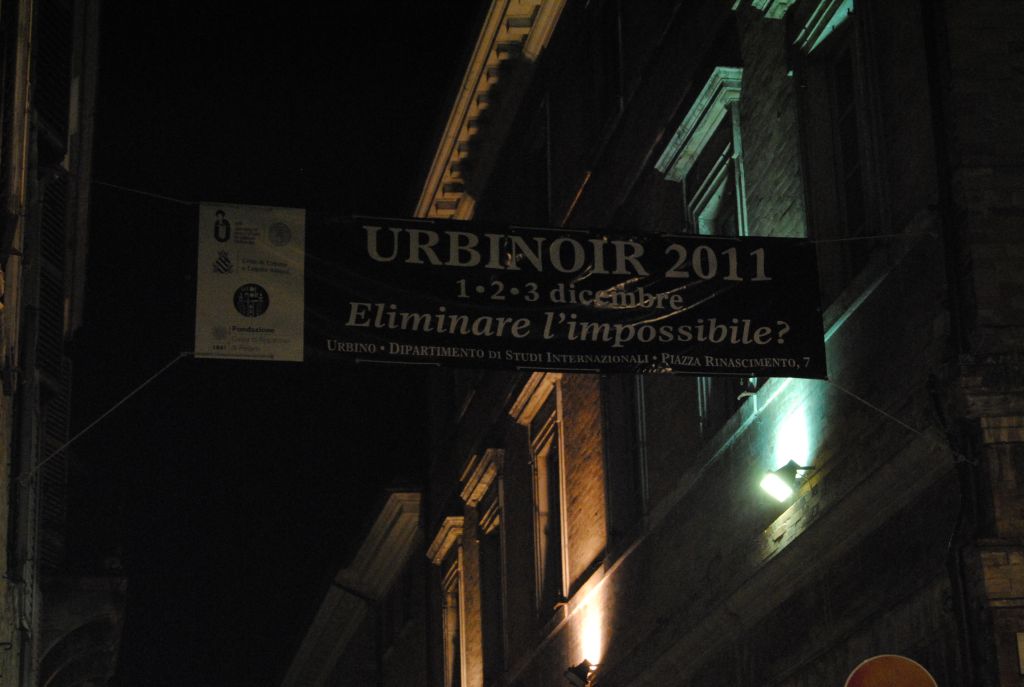 URBINOIR 2011
1•2•3 dicembre
Eliminare l'impossibile?
URBINO • DIPARTIMENTO DI STUDI INTERNAZIONALI • PIAZZA RINASCIMENTO, 7
Fondazione